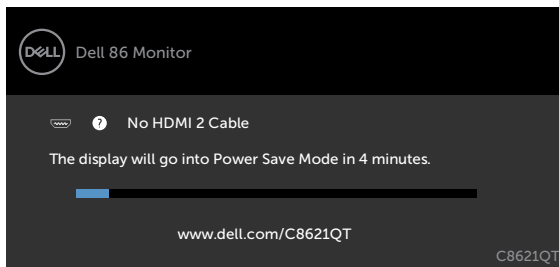 DELL
Dell 86 Monitor
? No HDMI 2 Cable
The display will go into Power Save Mode in 4 minutes.
www.dell.com/C8621QT
C8621QT